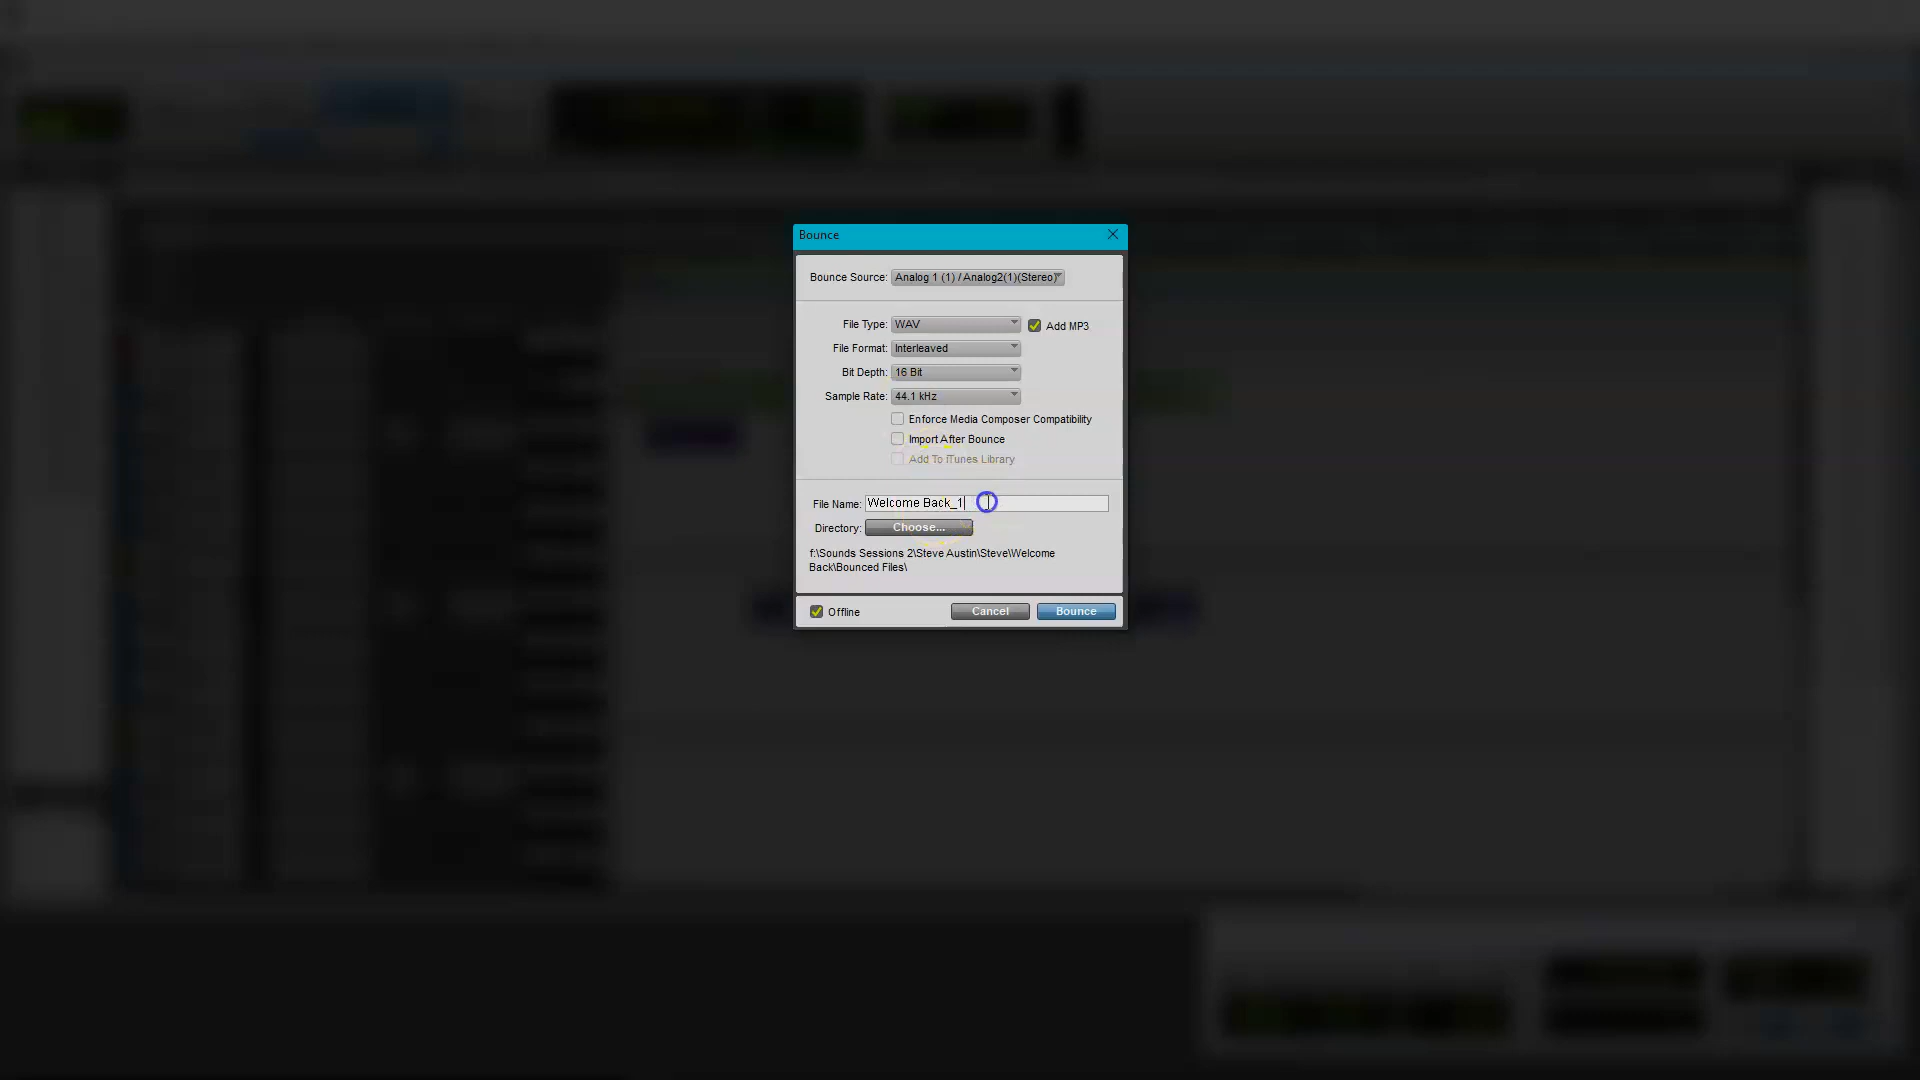 Bounce
Bounce Source: Analog 1 (1) / Analog2(1)(Stereo)
File Type: WAV Add MP3
File Format: Interleaved
Bit Depth: 16 Bit
Sample Rate: 44.1 kHz
Enforce Media Composer Compatibility
Import After Bounce
Add To iTunes Library
File Name: Welcome Back_1
Directory: Choose...
f:\Sounds Sessions 2\Steve Austin\Steve\Welcome
Back\Bounced Files\
Offline Cancel Bounce